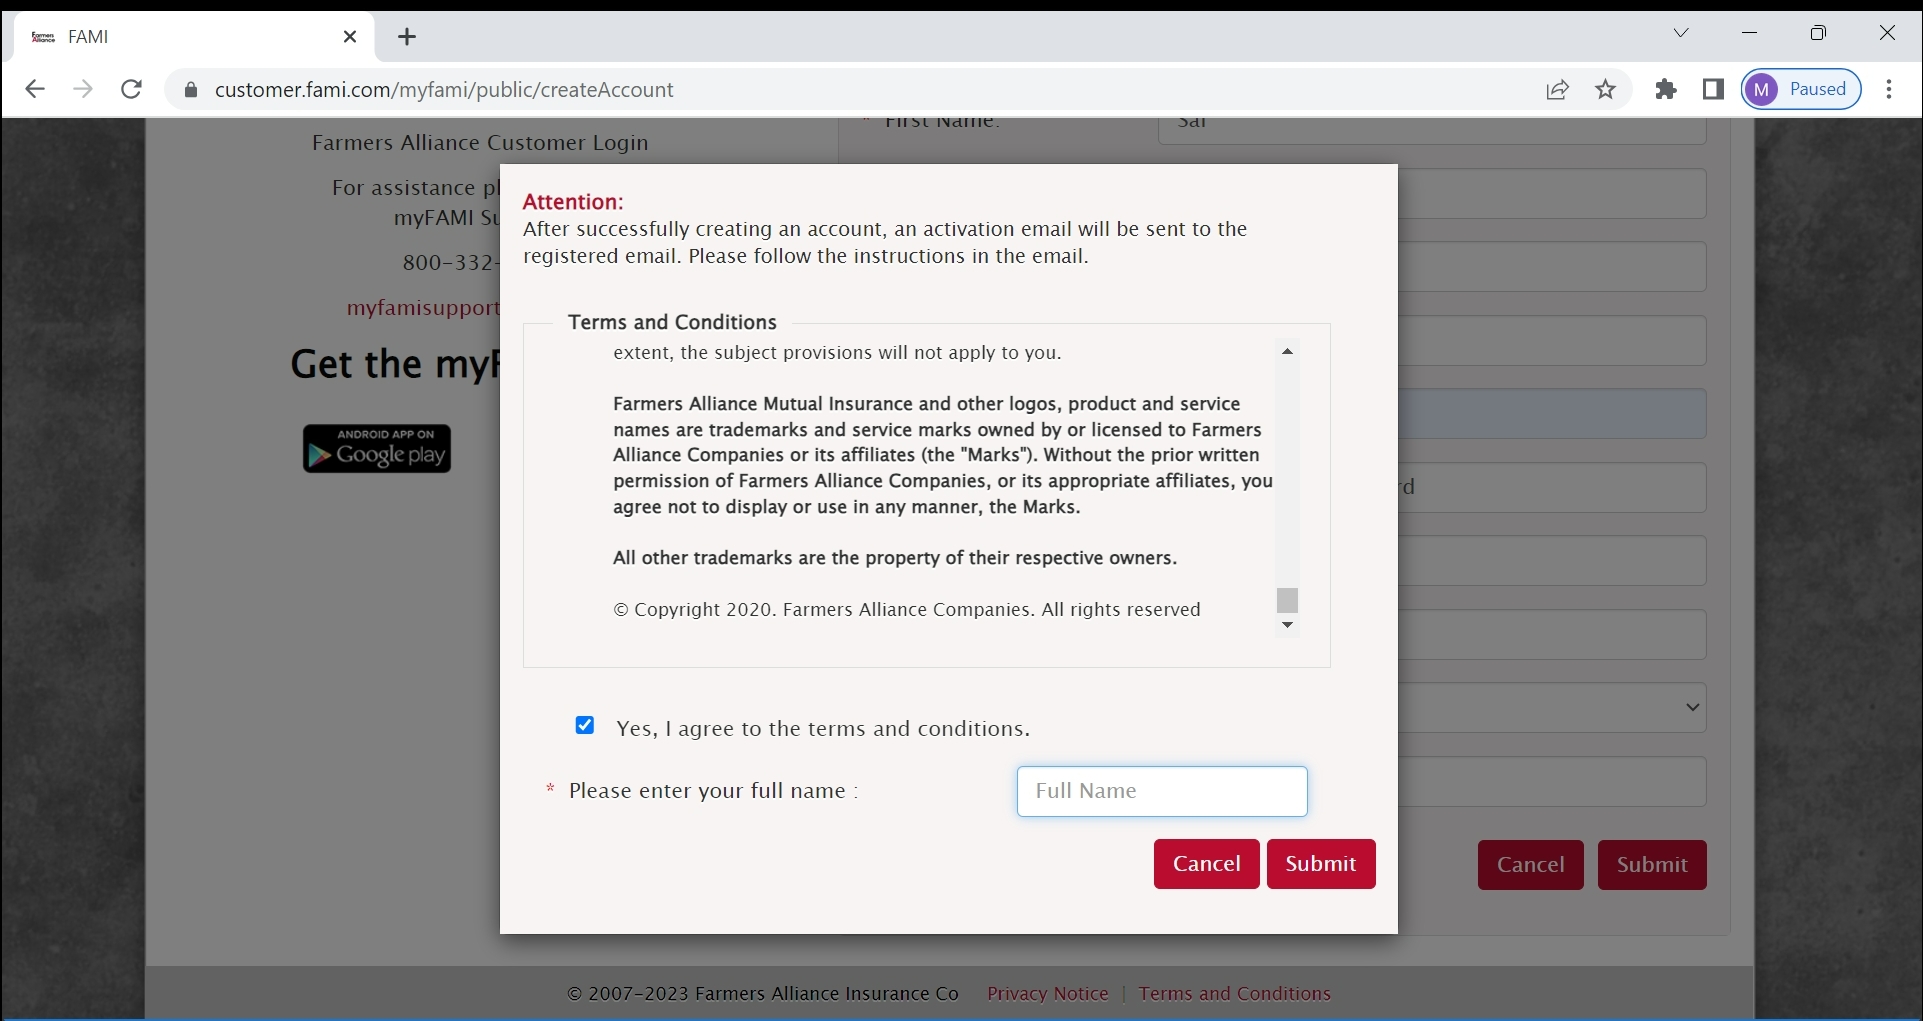 Farmers Alliance
FAMI
customer.fami.com/myfami/public/createAccount
M
Paused
First Name:
Farmers Alliance Customer Login
For assistance pl
myFAMI Su
800-332-
myfamisupport
Get the myF
ANDROID APP ON
Google play
Attention:
After successfully creating an account, an activation email will be sent to the
registered email. Please follow the instructions in the email.
Terms and Conditions
extent, the subject provisions will not apply to you.
Farmers Alliance Mutual Insurance and other logos, product and service
names are trademarks and service marks owned by or licensed to Farmers
Alliance Companies or its affiliates (the "Marks"). Without the prior written
permission of Farmers Alliance Companies, or its appropriate affiliates, you
agree not to display or use in any manner, the Marks.
All other trademarks are the property of their respective owners.
© Copyright 2020. Farmers Alliance Companies. All rights reserved
Yes, I agree to the terms and conditions.
* Please enter your full name :
Full Name
Cancel
Submit
rd
Cancel
Submit
© 2007-2023 Farmers Alliance Insurance Co
Privacy Notice | Terms and Conditions